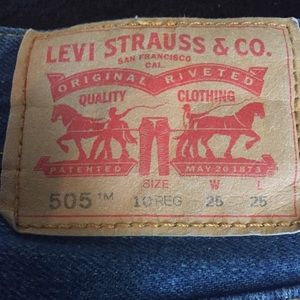 LEVI STRAUSS & CO.
SAN FRANCISCO
CAL.
ORIGINAL RIVETED
QUALITY CLOTHING
PATENTED MAY 20 1873
SIZE W L
505™ 10 REG 25 25